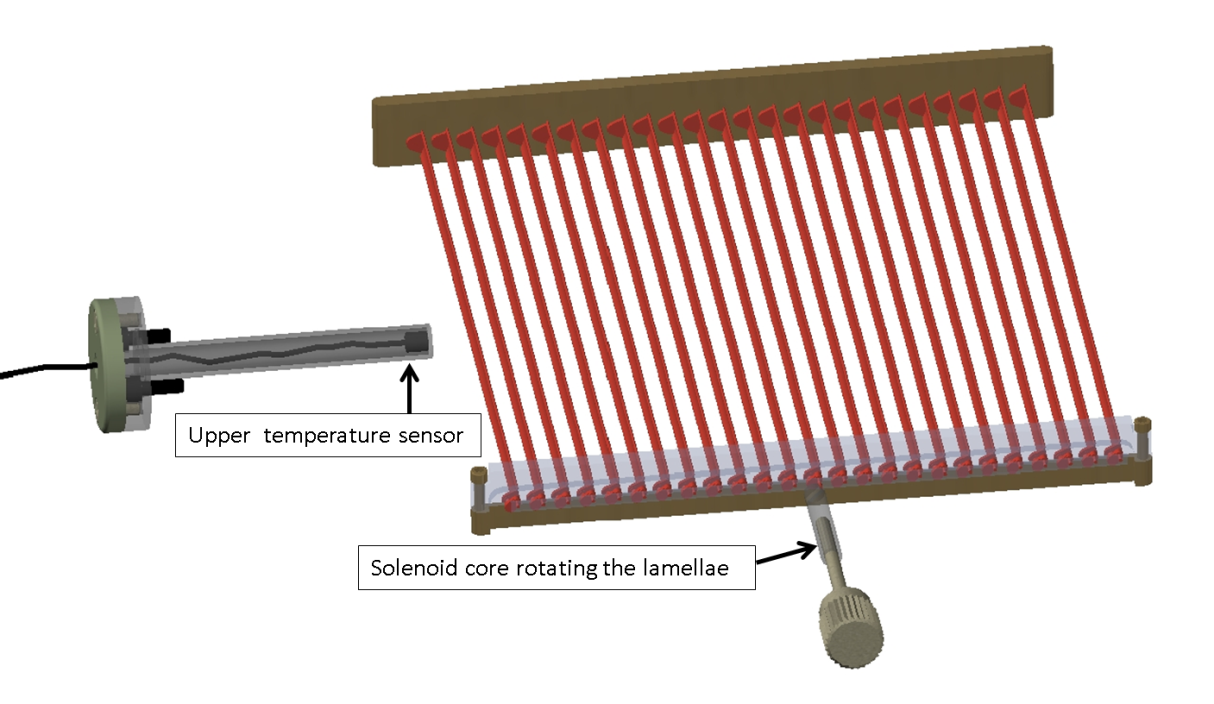 Upper temperature sensor
Solenoid core rotating the lamellae